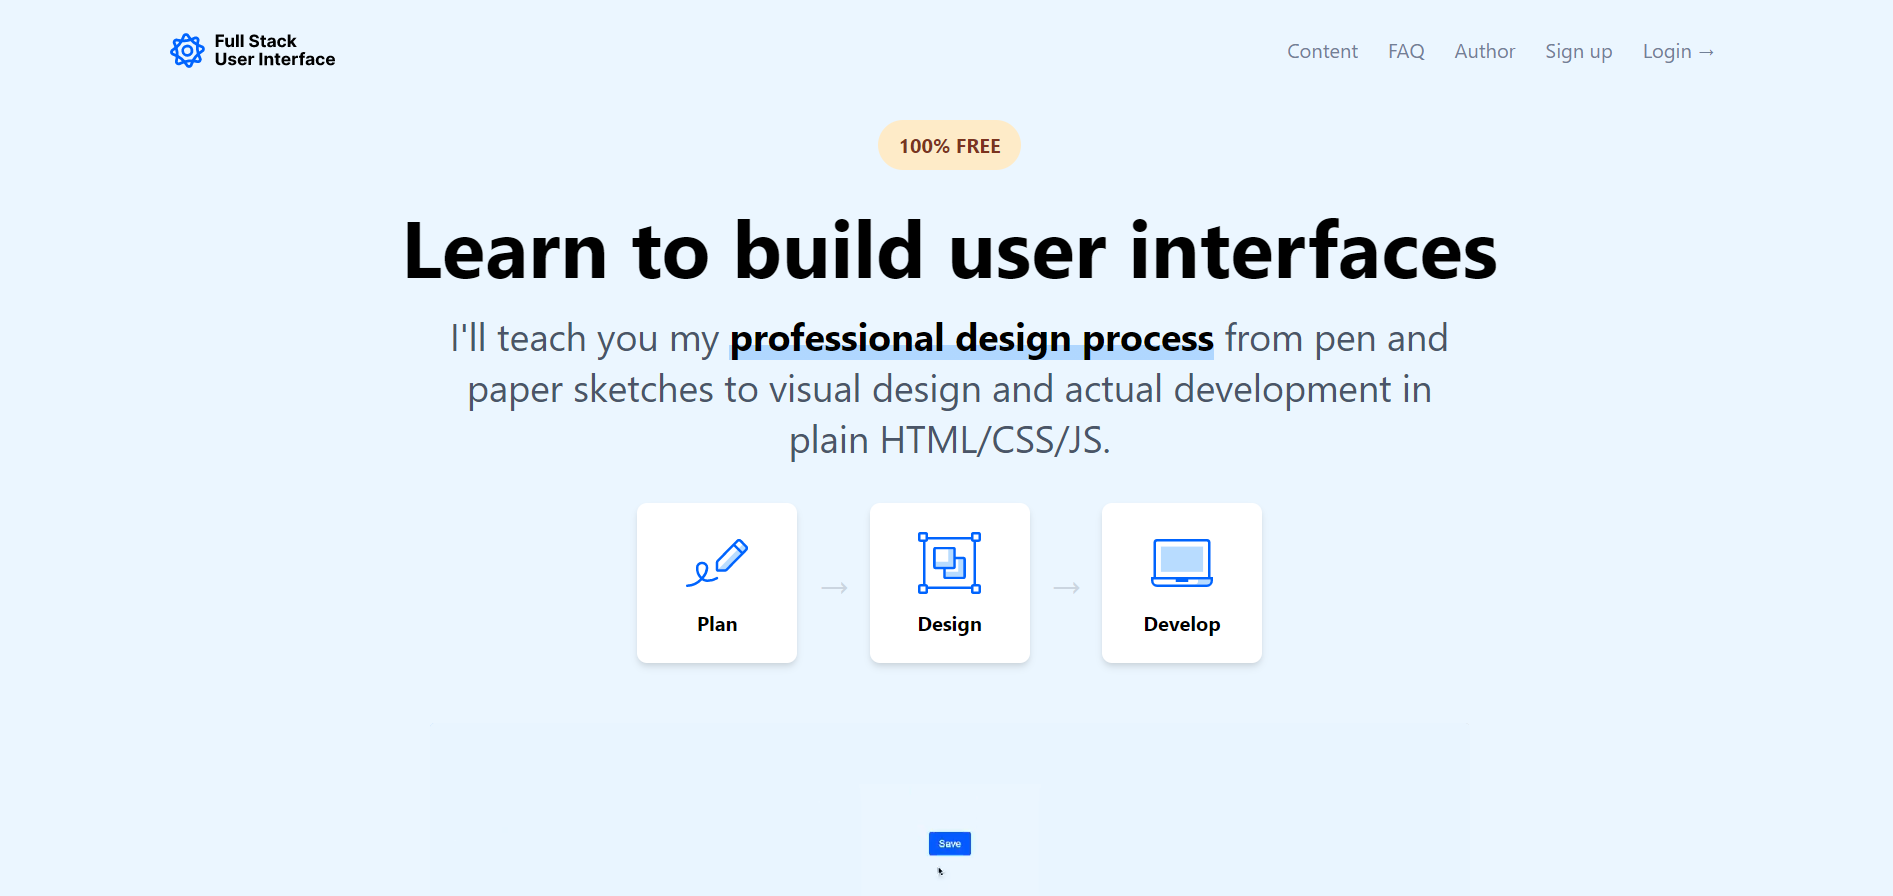 Full Stack
User Interface
Content FAQ Author Sign up Login →
100% FREE
Learn to build user interfaces
I'll teach you my professional design process from pen and
paper sketches to visual design and actual development in
plain HTML/CSS/JS.
Plan → Design → Develop
Save